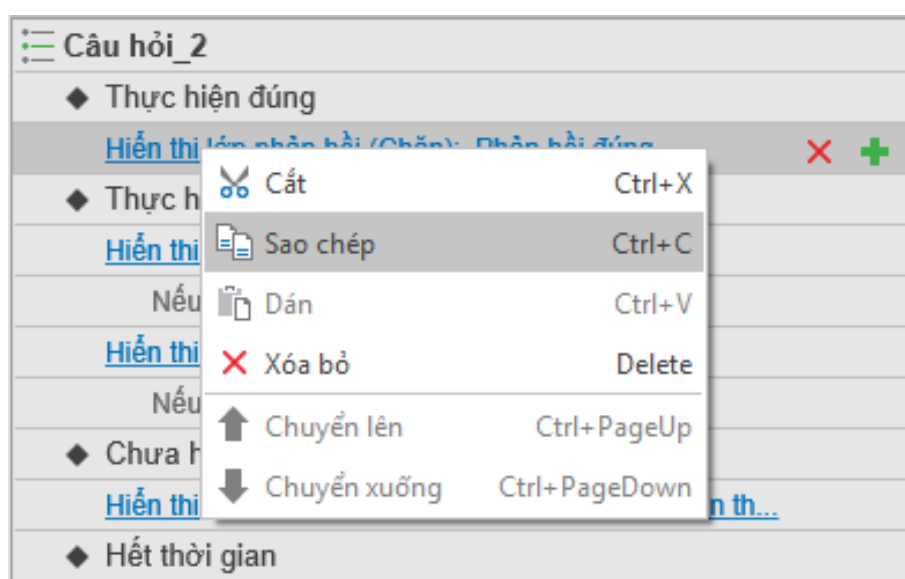 Câu hỏi_2
Thực hiện đúng
Hiển thị lớp phản hồi (Chặn): Phản hồi đúng
Cắt Ctrl+X
Thực h
Sao chép Ctrl+C
Hiển thị
Nếu
Dán Ctrl+V
Hiển thị
Xóa bỏ Delete
Nếu
Chuyển lên Ctrl+PageUp
Chưa h
Chuyển xuống Ctrl+PageDown
Hiển thị n th...
Hết thời gian